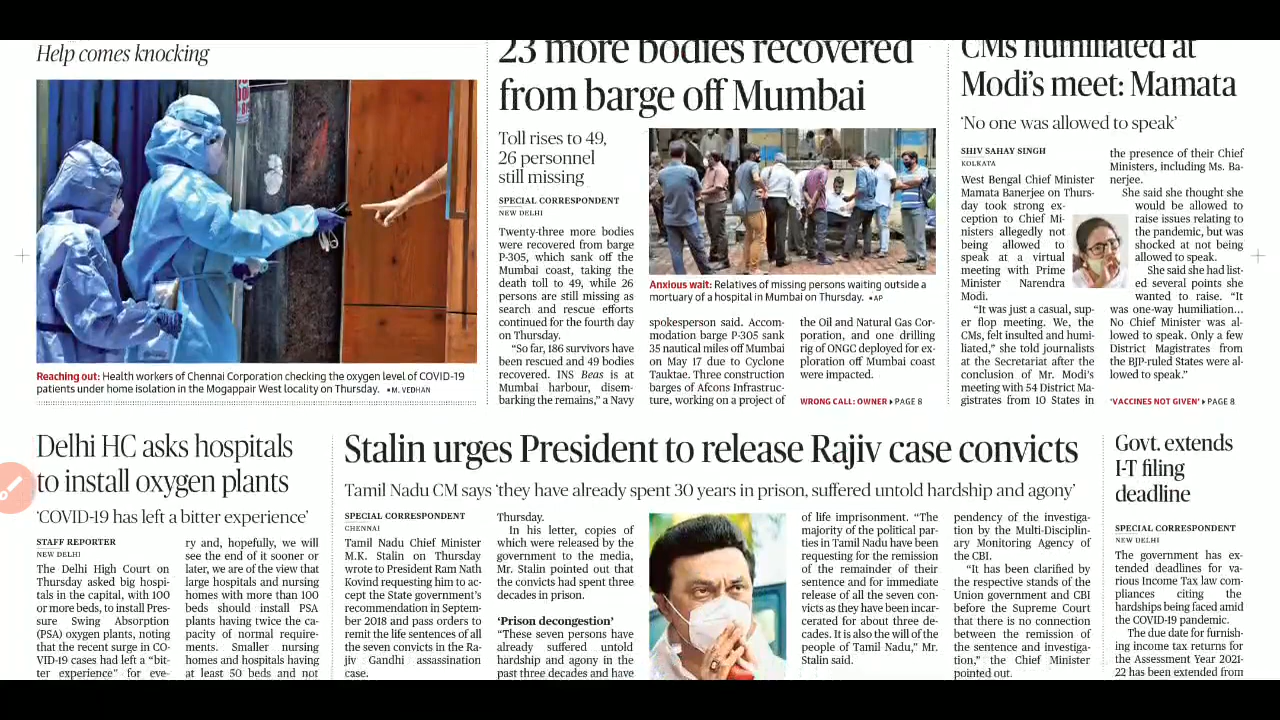 Help comes knocking
Reaching out: Health workers of Chennai Corporation checking the oxygen level of COVID-19
patients under home isolation in the Mogappair West locality on Thursday. ▪M. VEDHAN
23 more bodies recovered
from barge off Mumbai
Toll rises to 49,
26 personnel
still missing
SPECIAL CORRESPONDENT
NEW DELHI
Twenty-three more bodies
were recovered from barge
P-305, which sank off the
Mumbai coast, taking the
death toll to 49, while 26
persons are still missing as
search and rescue efforts
continued for the fourth day
on Thursday.
“So far, 186 survivors have
been rescued and 49 bodies
recovered. INS Beas is at
Mumbai harbour, disem-
barking the remains,” a Navy
Anxious wait: Relatives of missing persons waiting outside a
mortuary of a hospital in Mumbai on Thursday. ▪AP
spokesperson said. Accom-
modation barge P-305 sank
35 nautical miles off Mumbai
on May 17 due to Cyclone
Tauktae. Three construction
barges of Afcons Infrastruc-
ture, working on a project of
the Oil and Natural Gas Cor-
poration, and one drilling
rig of ONGC deployed for ex-
ploration off Mumbai coast
were impacted.
WRONG CALL: OWNER ▸ PAGE 8
CMs humiliated at
Modi’s meet: Mamata
‘No one was allowed to speak’
SHIV SAHAY SINGH
KOLKATA
West Bengal Chief Minister
Mamata Banerjee on Thurs-
day took strong ex-
ception to Chief Mi-
nisters allegedly not
being allowed to
speak at a virtual
meeting with Prime
Minister Narendra
Modi.
“It was just a casual, sup-
er flop meeting. We, the
CMs, felt insulted and humi-
liated,” she told journalists
at the Secretariat after the
conclusion of Mr. Modi’s
meeting with 54 District Ma-
gistrates from 10 States in
the presence of their Chief
Ministers, including Ms. Ba-
nerjee.
She said she thought she
would be allowed to
raise issues relating to
the pandemic, but was
shocked at not being
allowed to speak.
She said she had list-
ed several points she
wanted to raise. “It
was one-way humiliation...
No Chief Minister was al-
lowed to speak. Only a few
District Magistrates from
the BJP-ruled States were al-
lowed to speak.”
‘VACCINES NOT GIVEN’ ▸ PAGE 8
Delhi HC asks hospitals
to install oxygen plants
‘COVID-19 has left a bitter experience’
STAFF REPORTER
NEW DELHI
The Delhi High Court on
Thursday asked big hospi-
tals in the capital, with 100
or more beds, to install Pres-
sure Swing Absorption
(PSA) oxygen plants, noting
that the recent surge in CO-
VID-19 cases had left a “bit-
ter experience” for eve-
ry and, hopefully, we will
see the end of it sooner or
later, we are of the view that
large hospitals and nursing
homes with more than 100
beds should install PSA
plants having twice the ca-
pacity of normal require-
ments. Smaller nursing
homes and hospitals having
at least 50 beds and not
Stalin urges President to release Rajiv case convicts
Tamil Nadu CM says ‘they have already spent 30 years in prison, suffered untold hardship and agony’
SPECIAL CORRESPONDENT
CHENNAI
Tamil Nadu Chief Minister
M.K. Stalin on Thursday
wrote to President Ram Nath
Kovind requesting him to ac-
cept the State government’s
recommendation in Septem-
ber 2018 and pass orders to
remit the life sentences of all
the seven convicts in the Ra-
jiv Gandhi assassination
case.
Thursday.
In his letter, copies of
which were released by the
government to the media,
Mr. Stalin pointed out that
the convicts had spent three
decades in prison.
‘Prison decongestion’
“These seven persons have
already suffered untold
hardship and agony in the
past three decades and have
of life imprisonment. “The
majority of the political par-
ties in Tamil Nadu have been
requesting for the remission
of the remainder of their
sentence and for immediate
release of all the seven con-
victs as they have been incar-
cerated for about three de-
cades. It is also the will of the
people of Tamil Nadu,” Mr.
Stalin said.
pendency of the investiga-
tion by the Multi-Disciplin-
ary Monitoring Agency of
the CBI.
“It has been clarified by
the respective stands of the
Union government and CBI
before the Supreme Court
that there is no connection
between the remission of
the sentence and investiga-
tion,” the Chief Minister
pointed out.
Govt. extends
I-T filing
deadline
SPECIAL CORRESPONDENT
NEW DELHI
The government has ex-
tended deadlines for va-
rious Income Tax law com-
pliances citing the
hardships being faced amid
the COVID-19 pandemic.
The due date for furnish-
ing income tax returns for
the Assessment Year 2021-
22 has been extended from